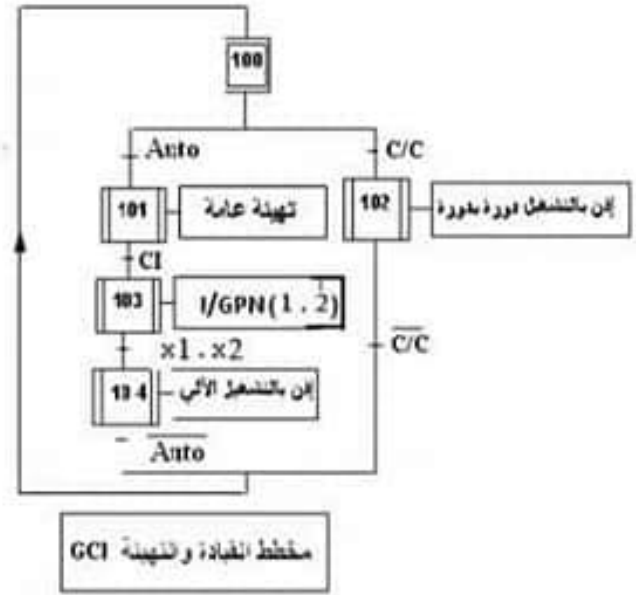 100
Auto
C/C
101
تهيئة عامة
102
إذن بالتشغيل دورة بدورة
CI
103
I/GPN(1 . 2)
C/C
x1 . x2
104
إذن بالتشغيل الآلي
Auto
مخطط القيادة والتهيئة GCI